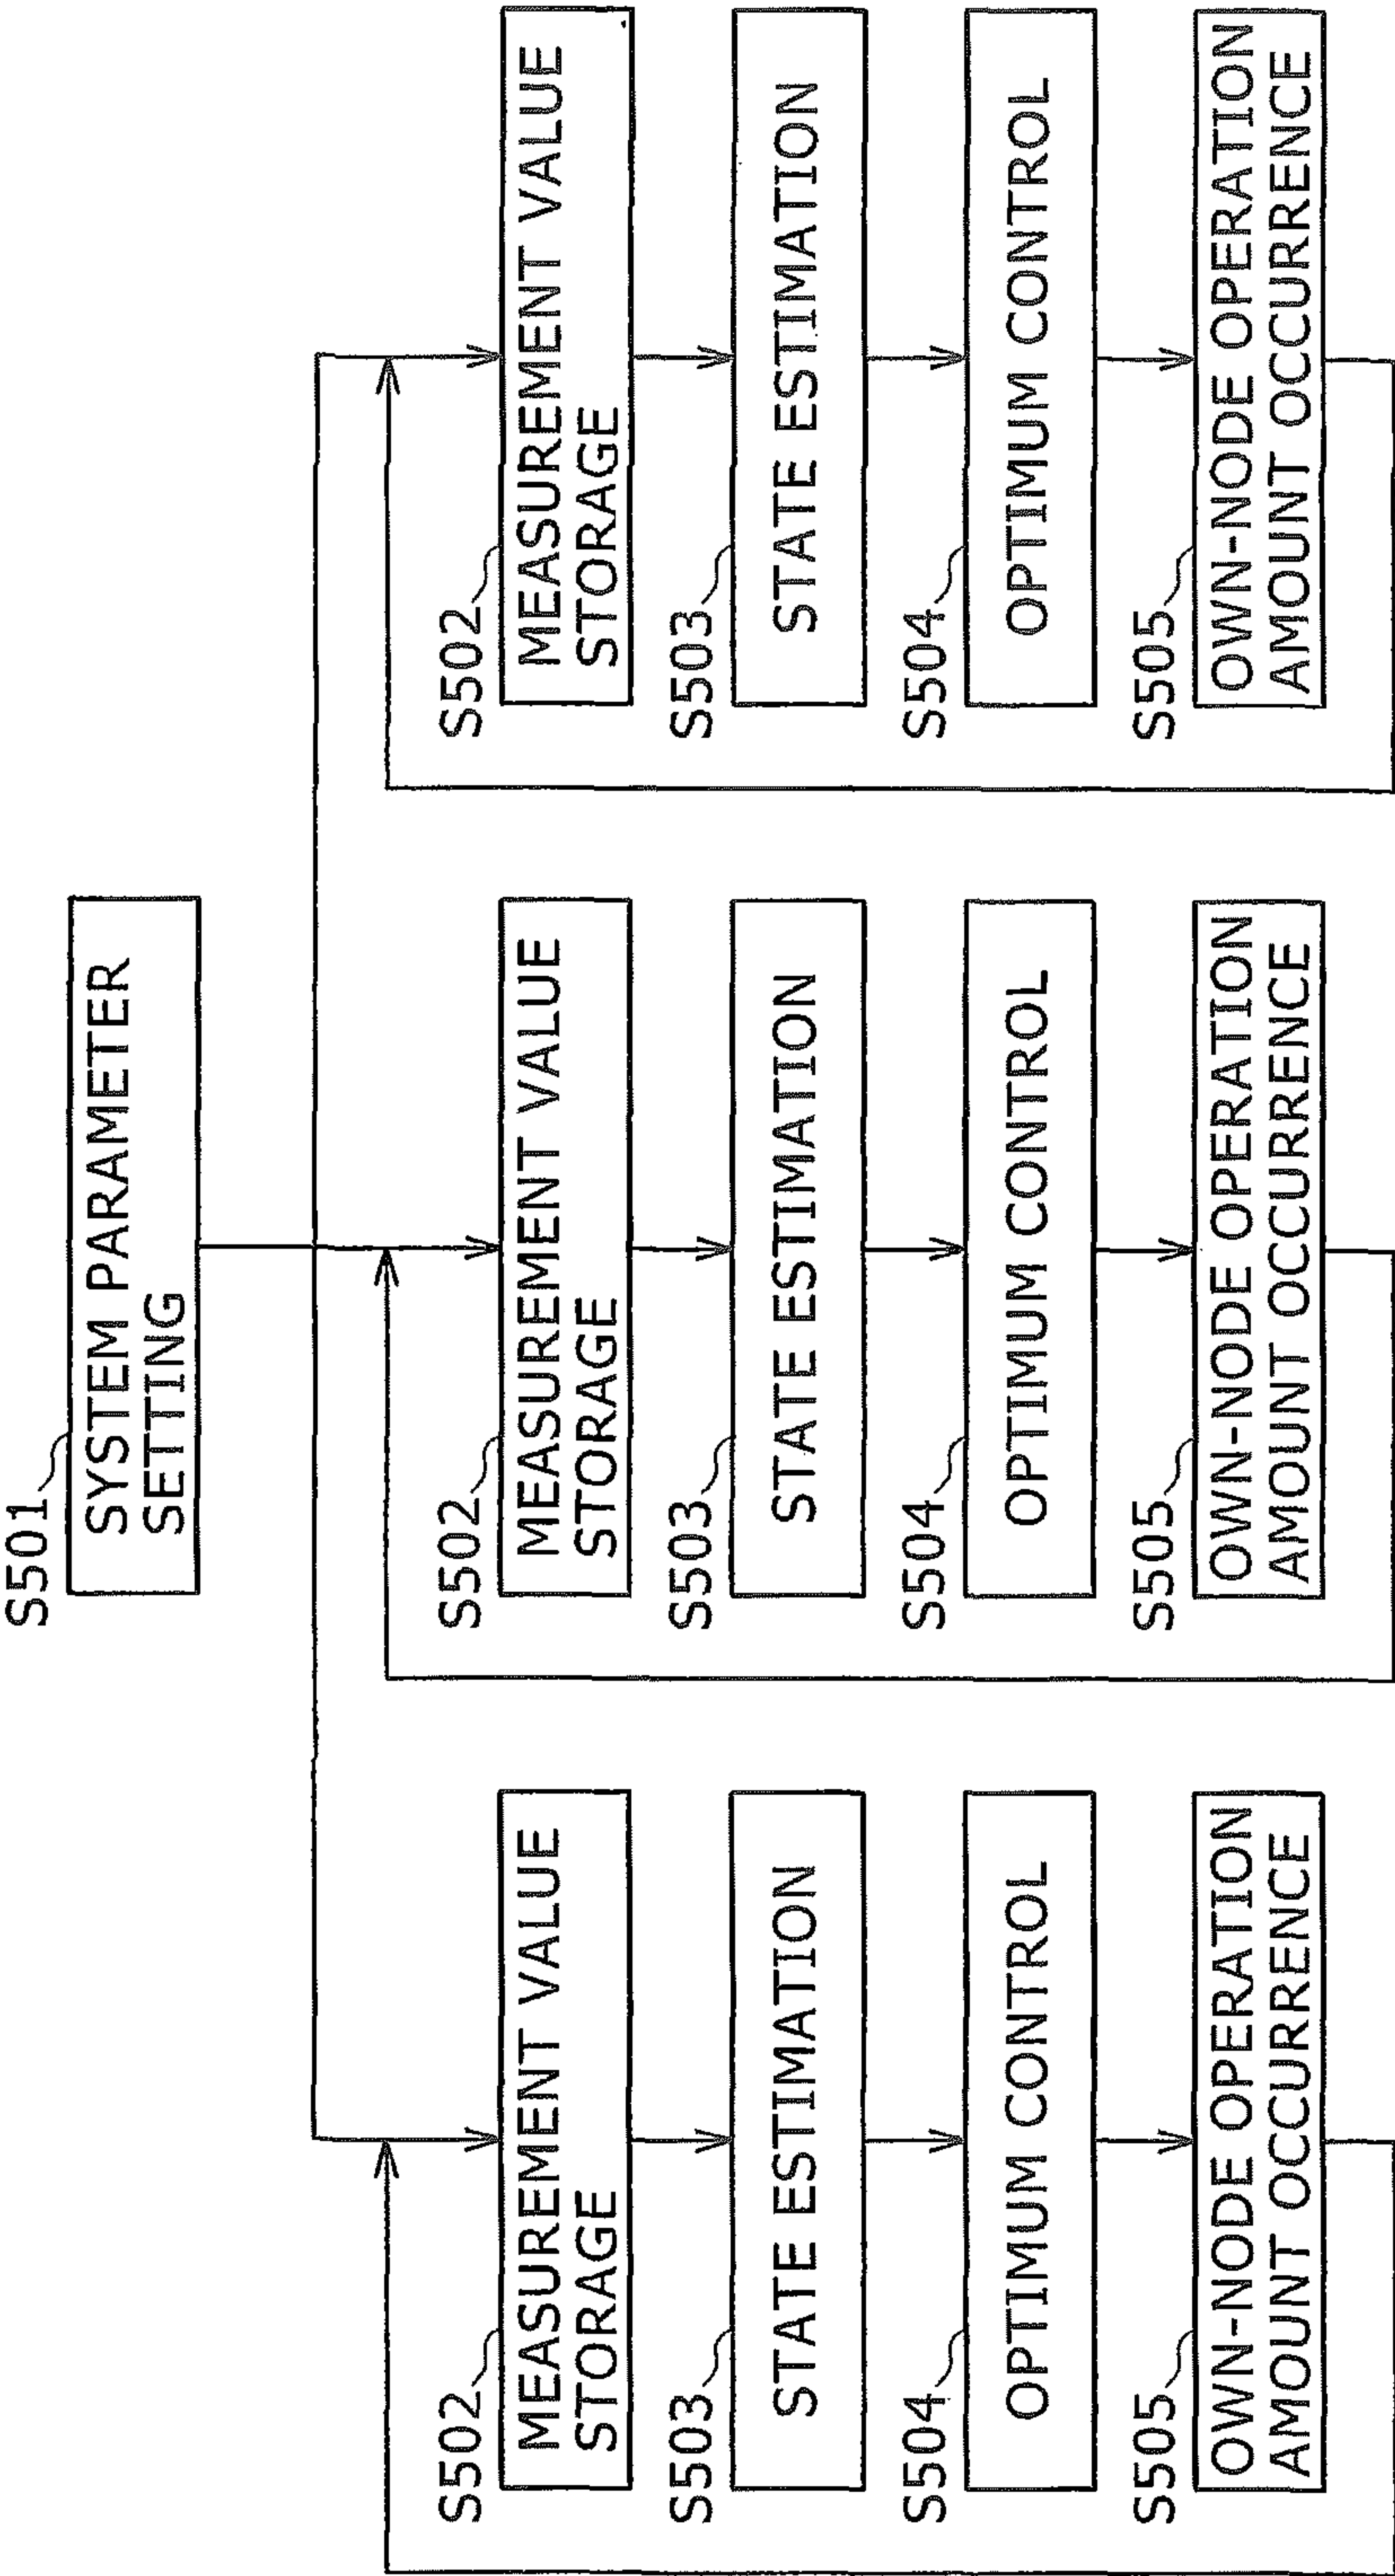 S501
SYSTEM PARAMETER
SETTING
S502
MEASUREMENT VALUE
STORAGE
S503
STATE ESTIMATION
S504
OPTIMUM CONTROL
S505
OWN-NODE OPERATION
AMOUNT OCCURRENCE
S502
MEASUREMENT VALUE
STORAGE
S503
STATE ESTIMATION
S504
OPTIMUM CONTROL
S505
OWN-NODE OPERATION
AMOUNT OCCURRENCE
S502
MEASUREMENT VALUE
STORAGE
S503
STATE ESTIMATION
S504
OPTIMUM CONTROL
S505
OWN-NODE OPERATION
AMOUNT OCCURRENCE